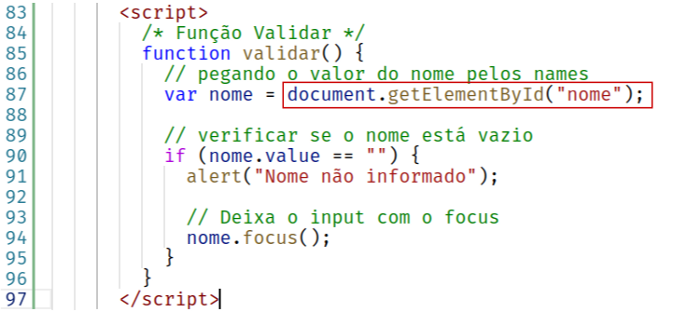 83 <script>
84 /* Função Validar */
85 function validar() {
86 // pegando o valor do nome pelos names
87 var nome = document.getElementById("nome");
88
89 // verificar se o nome está vazio
90 if (nome.value == "") {
91 alert("Nome não informado");
92
93 // Deixa o input com o focus
94 nome.focus();
95 }
96 }
97 </script>